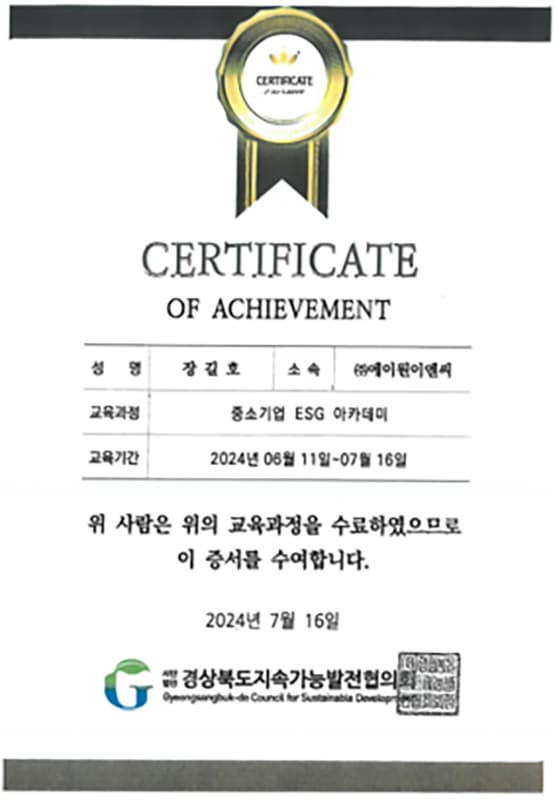 CERTIFICATE
CERTIFICATE
OF ACHIEVEMENT
성 명 장길호 소속 ㈜에이원이앤씨
교육과정 중소기업 ESG 아카데미
교육기간 2024년 06월 11일~07월 16일
위 사람은 위의 교육과정을 수료하였으므로
이 증서를 수여합니다.
2024년 7월 16일
사단
법인 경상북도지속가능발전협의회
Gyeongsangbuk-do Council for Sustainable Development